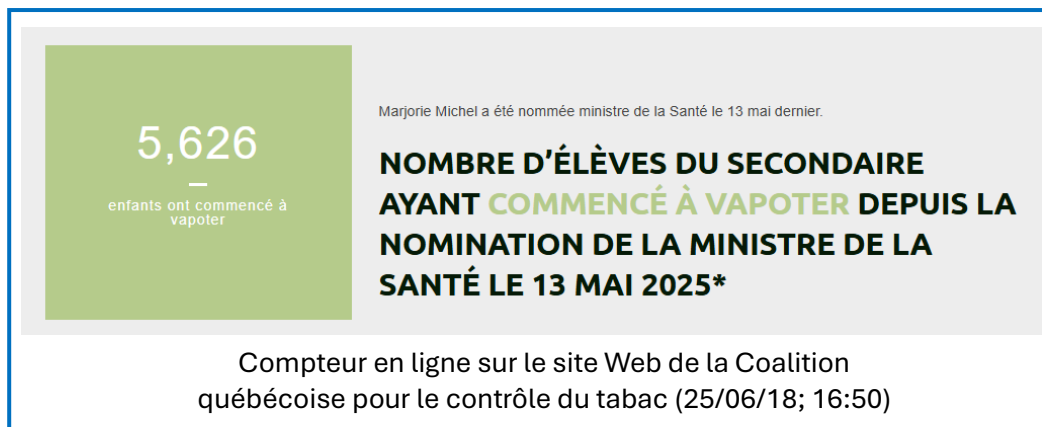 5,626
enfants ont commencé à
vapoter
Marjorie Michel a été nommée ministre de la Santé le 13 mai dernier.
NOMBRE D'ÉLÈVES DU SECONDAIRE
AYANT COMMENCÉ À VAPOTER DEPUIS LA
NOMINATION DE LA MINISTRE DE LA
SANTÉ LE 13 MAI 2025*
Compteur en ligne sur le site Web de la Coalition
québécoise pour le contrôle du tabac (25/06/18; 16:50)